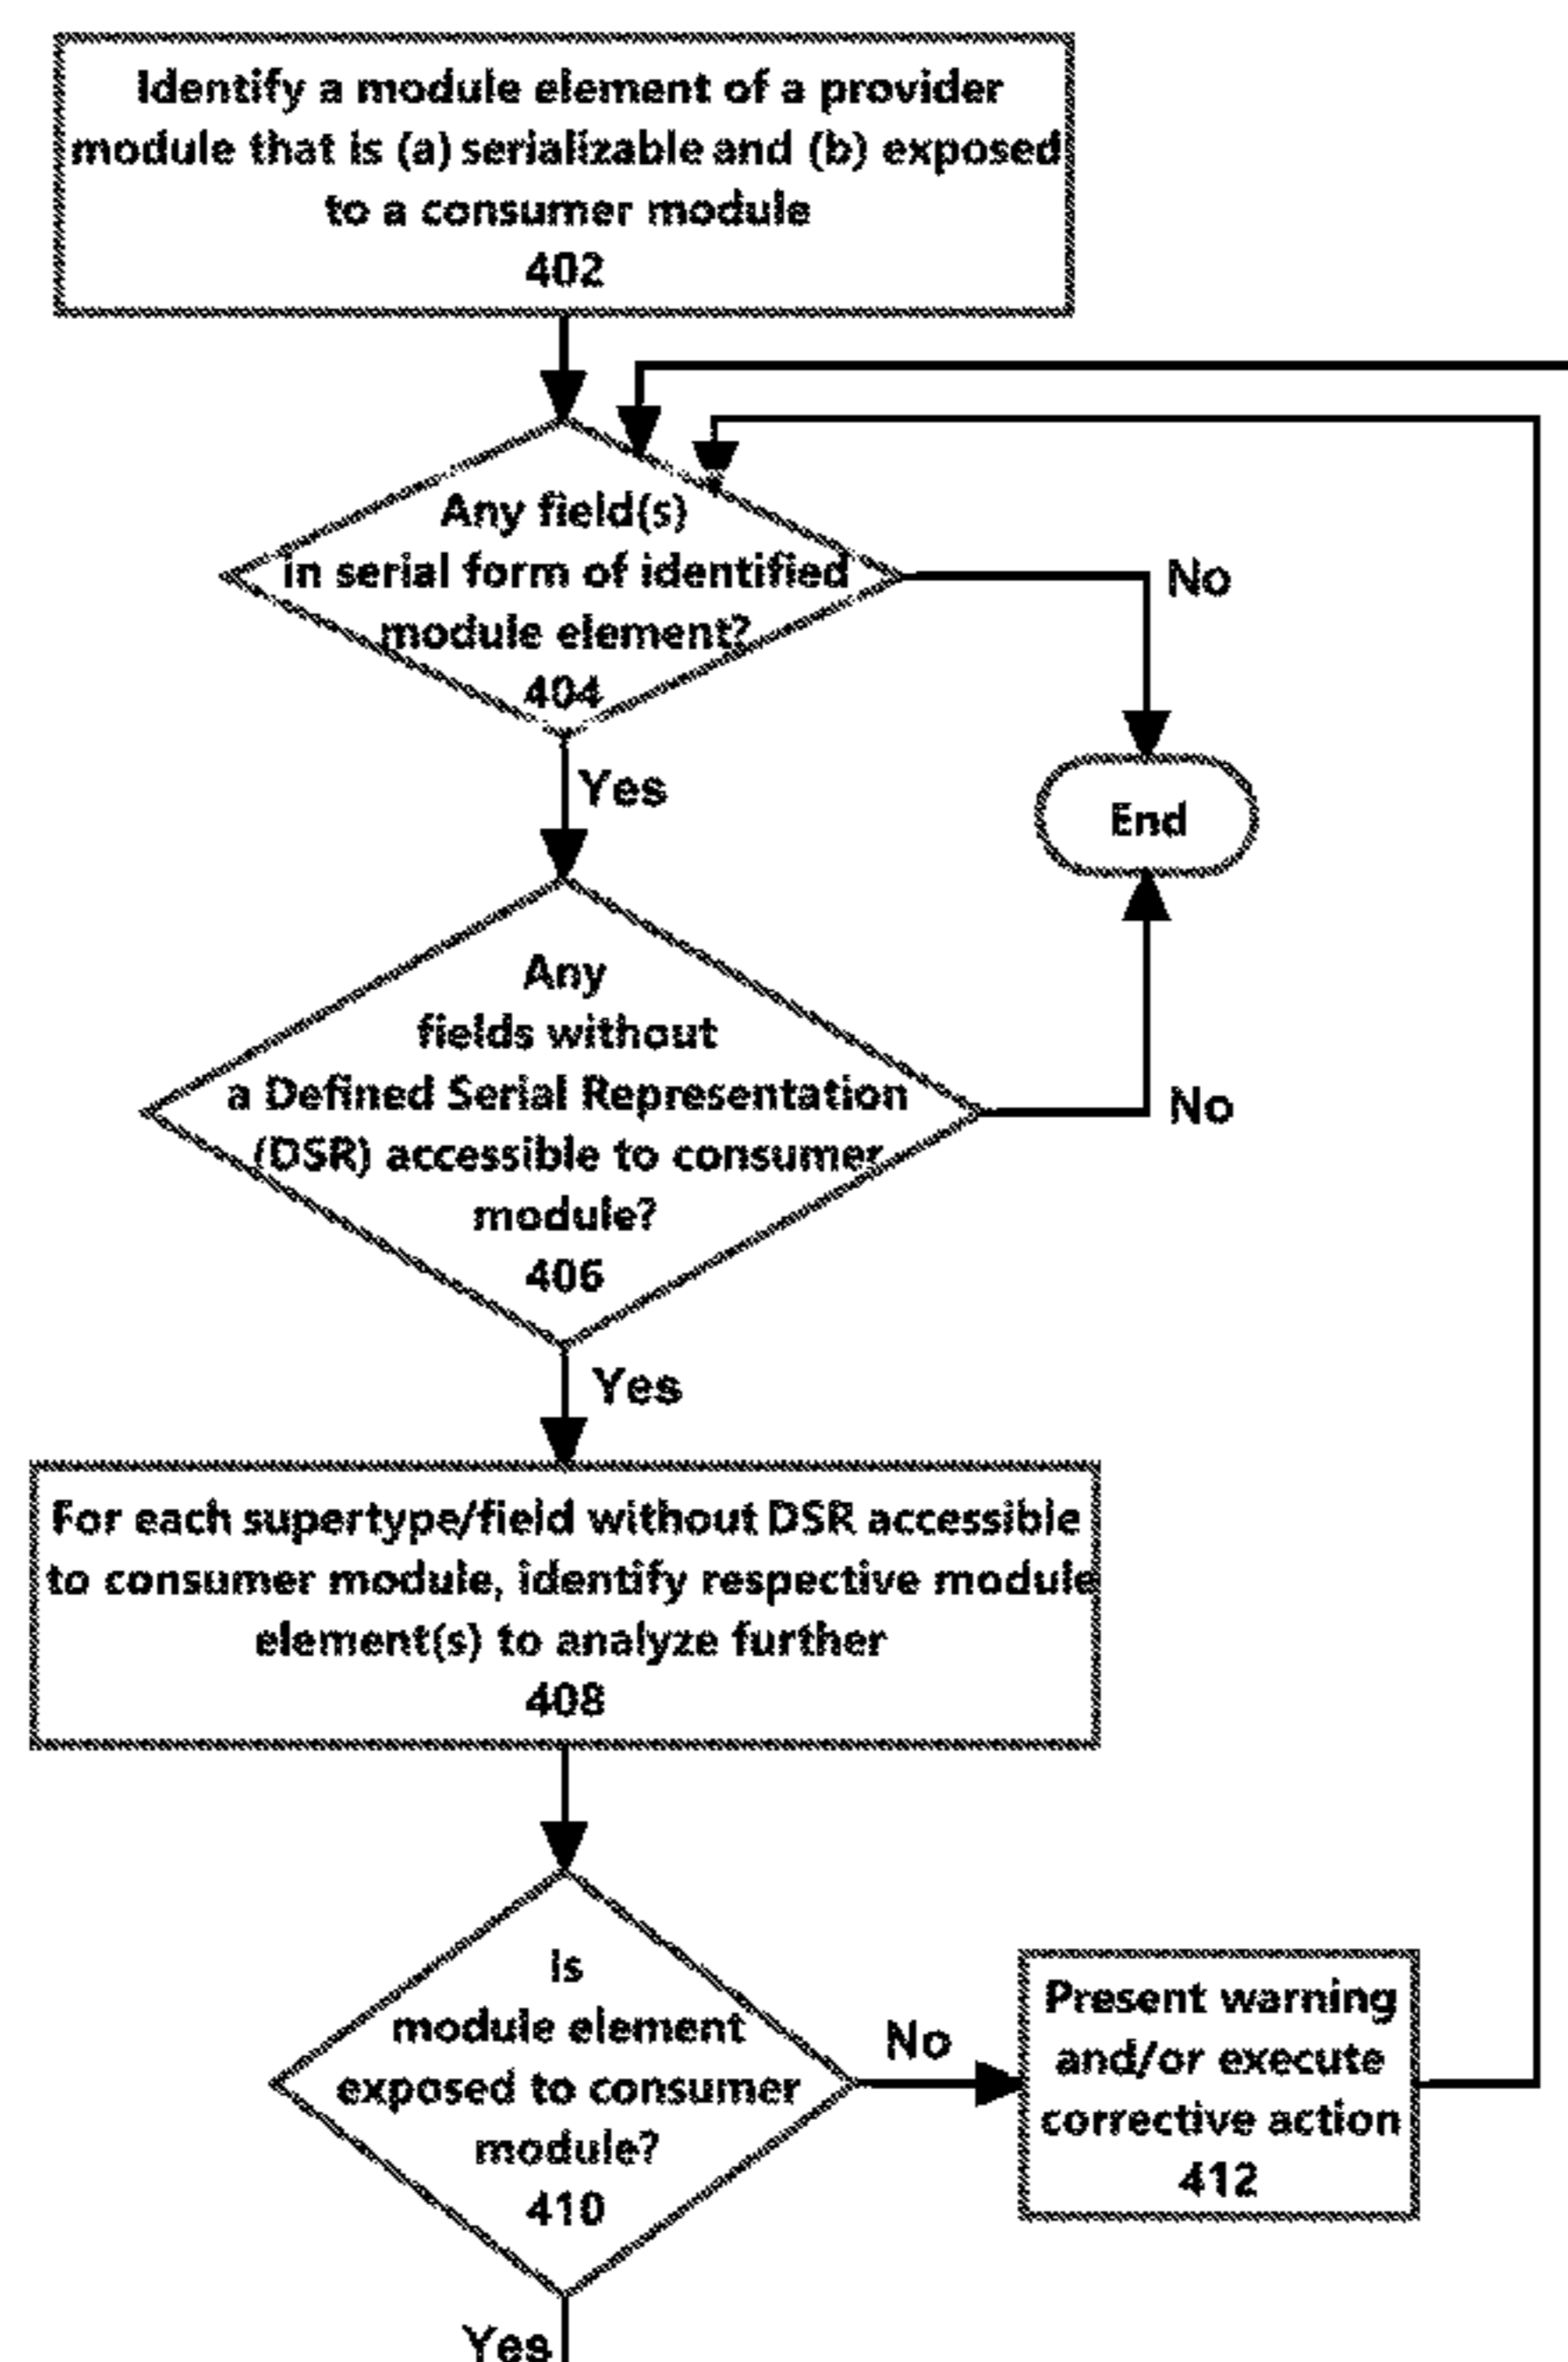 Identify a module element of a provider
module that is (a) serializable and (b) exposed
to a consumer module
402
Any field(s)
in serial form of identified
module element?
404
No
Yes
End
Any
fields without
a Defined Serial Representation
(DSR) accessible to consumer
module?
406
No
Yes
For each supertype/field without DSR accessible
to consumer module, identify respective module
element(s) to analyze further
408
Is
module element
exposed to consumer
module?
410
No
Present warning
and/or execute
corrective action
412
Yes